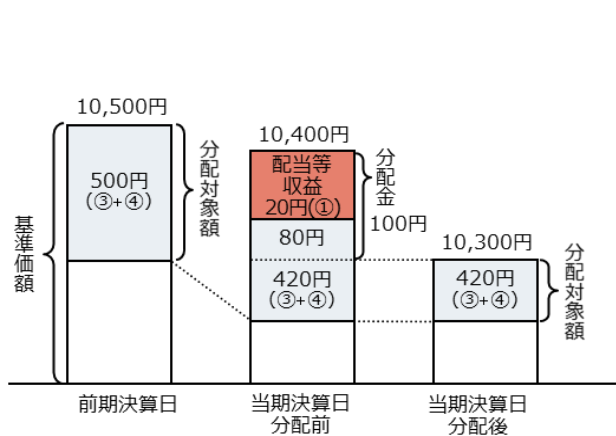 10,500円
500円
(③+④)
分配対象額
基準価額
前期決算日
10,400円
配当等
収益
20円(①)
80円
420円
(③+④)
分配金
100円
当期決算日
分配前
10,300円
420円
(③+④)
分配対象額
当期決算日
分配後